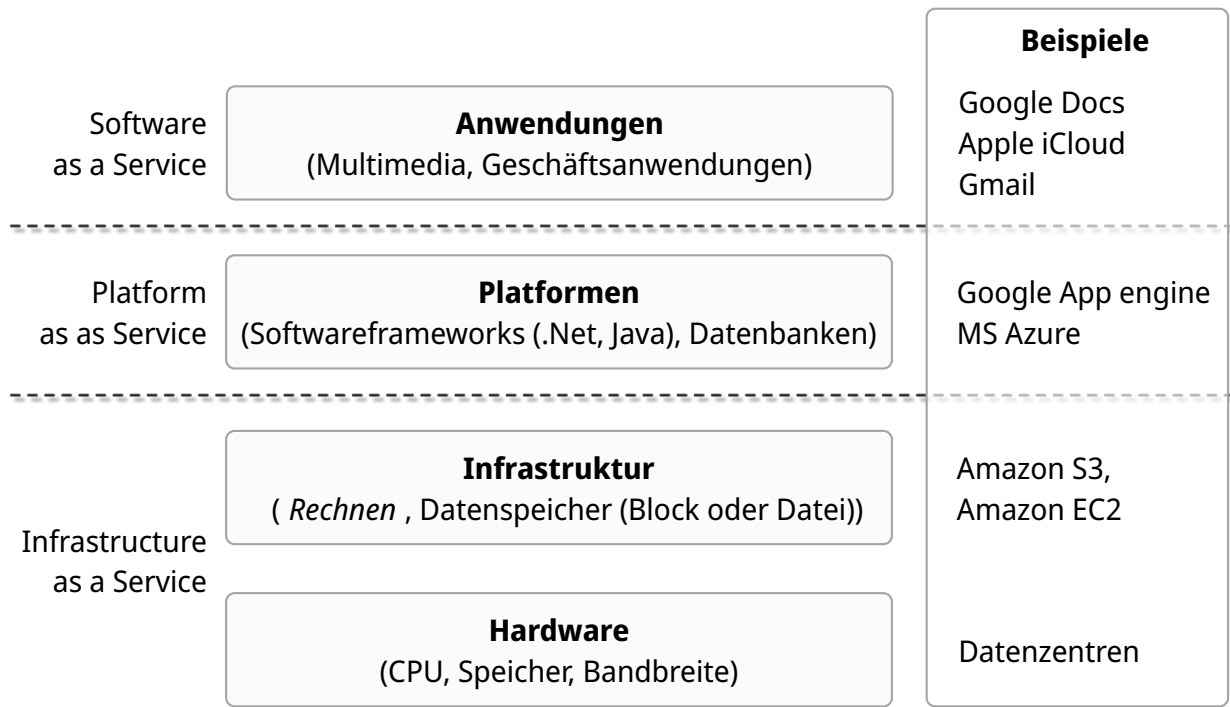 Beispiele
Software
as a Service
Anwendungen
(Multimedia, Geschäftsanwendungen)
Google Docs
Apple iCloud
Gmail
Platform
as as Service
Platformen
(Softwareframeworks (.Net, Java), Datenbanken)
Google App engine
MS Azure
Infrastructure
as a Service
Infrastruktur
( Rechnen , Datenspeicher (Block oder Datei))
Amazon S3,
Amazon EC2
Hardware
(CPU, Speicher, Bandbreite)
Datenzentren